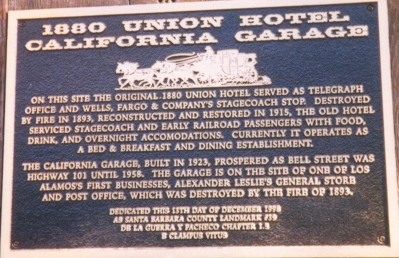 1880 UNION HOTEL
CALIFORNIA GARAGE
ON THIS SITE THE ORIGINAL 1880 UNION HOTEL SERVED AS TELEGRAPH
OFFICE AND WELLS, FARGO & COMPANY'S STAGECOACH STOP. DESTROYED
BY FIRE IN 1893, RECONSTRUCTED AND RESTORED IN 1915, THE OLD HOTEL
SERVICED STAGECOACH AND EARLY RAILROAD PASSENGERS WITH FOOD,
DRINK, AND OVERNIGHT ACCOMODATIONS. CURRENTLY IT OPERATES AS
A BED & BREAKFAST AND DINING ESTABLISHMENT.
THE CALIFORNIA GARAGE, BUILT IN 1923, PROSPERED AS BELL STREET WAS
HIGHWAY 101 UNTIL 1958. THE GARAGE IS ON THE SITE OF ONE OF LOS
ALAMOS'S FIRST BUSINESSES, ALEXANDER LESLIE'S GENERAL STORE
AND POST OFFICE, WHICH WAS DESTROYED BY THE FIRE OF 1893.
DEDICATED THIS 13TH DAY OF DECEMBER 1998
AS SANTA BARBARA COUNTY LANDMARK
DE LA GUERRA Y PACHECO CHAPTER 1.5
E CLAMPUS VITUS